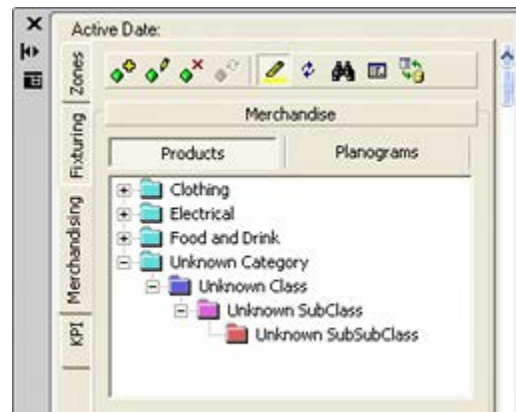 Active Date:
Zones
Fixturing
Merchandising
KPI
Merchandise
Products Planograms
Clothing
Electrical
Food and Drink
Unknown Category
Unknown Class
Unknown SubClass
Unknown SubSubClass